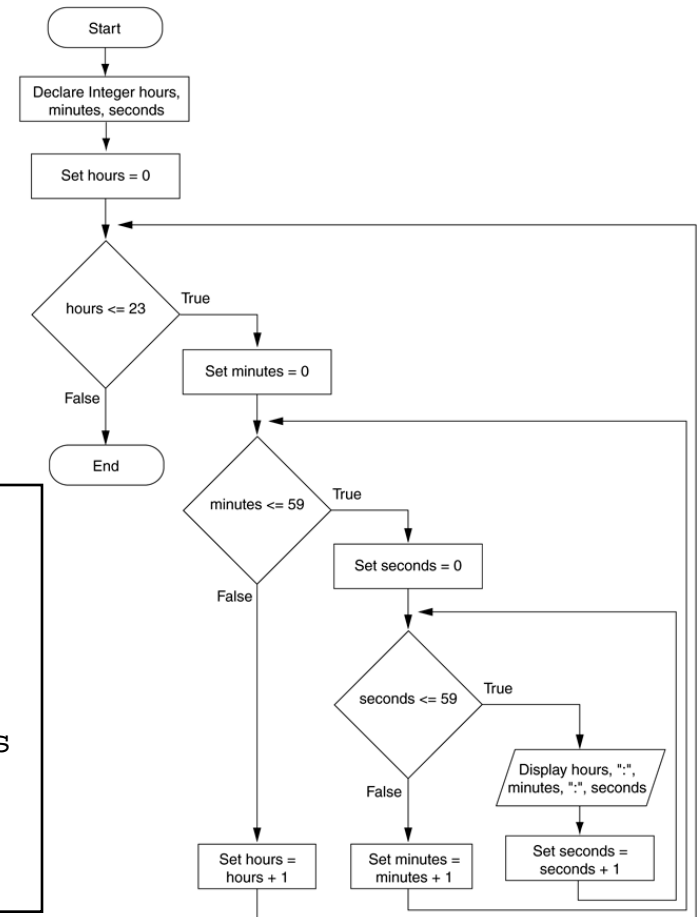 Start
Declare Integer hours,
minutes, seconds
Set hours = 0
hours <= 23
True
Set minutes = 0
False
End
minutes <= 59
True
Set seconds = 0
False
seconds <= 59
True
s
Display hours, ":",
minutes, ":", seconds
False
Set hours =
hours + 1
Set minutes =
minutes + 1
Set seconds =
seconds + 1